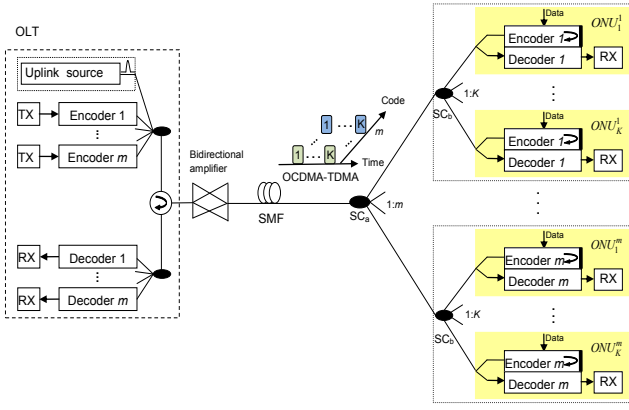 OLT
Uplink source
TX
Encoder 1
⋮
TX
Encoder m
RX
Decoder 1
⋮
RX
Decoder m
Bidirectional
amplifier
SMF
Code
m
1 ... K
1 ... K
Time
OCDMA-TDMA
SCa
1:m
SCb
1:K
Data
ONU₁¹
Encoder 1
Decoder 1
RX
⋮
Data
ONU_K¹
Encoder 1
Decoder 1
RX
⋮
SCb
1:K
Data
ONU₁ᵐ
Encoder m
Decoder m
RX
⋮
Data
ONU_Kᵐ
Encoder m
Decoder m
RX